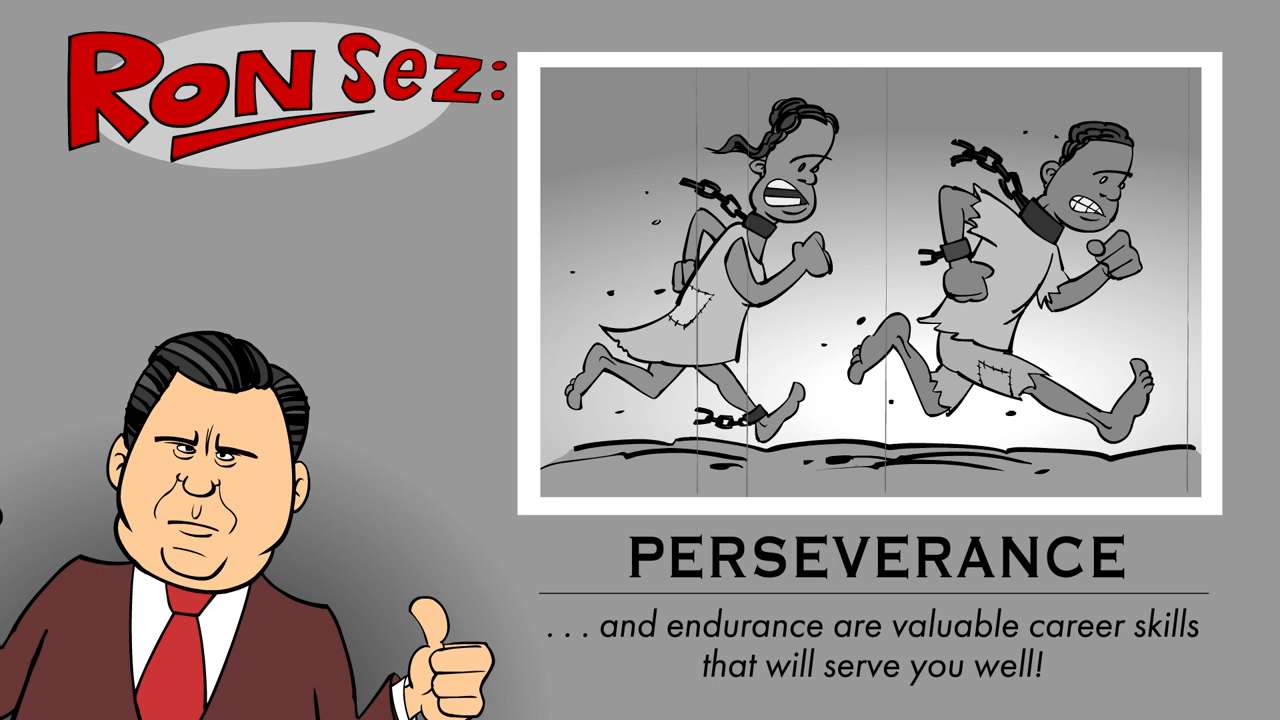 RON SEZ:
PERSEVERANCE
. . . and endurance are valuable career skills
that will serve you well!